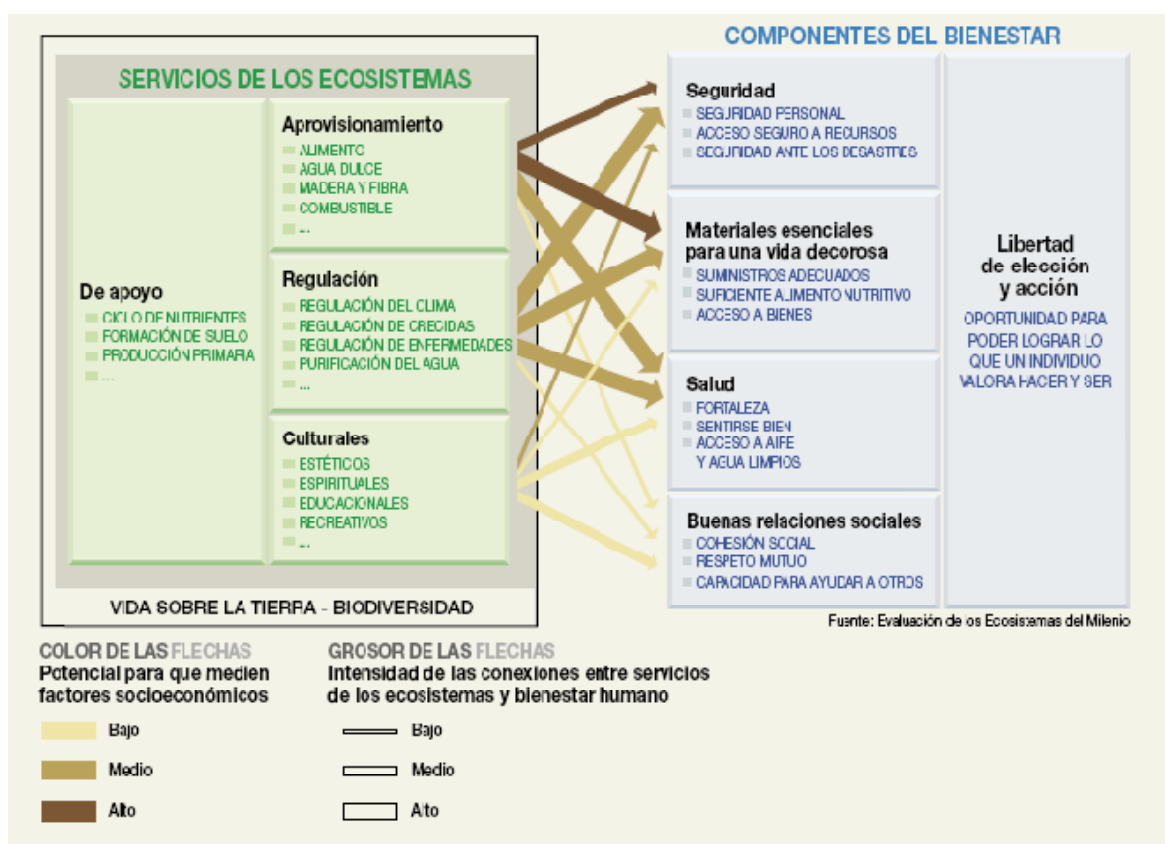 COMPONENTES DEL BIENESTAR
SERVICIOS DE LOS ECOSISTEMAS
De apoyo
CICLO DE NUTRIENTES
FORMACIÓN DE SUELO
PRODUCCIÓN PRIMARIA
...
Aprovisionamiento
ALIMENTO
AGUA DULCE
MADERA Y FIBRA
COMBUSTIBLE
...
Regulación
REGULACIÓN DEL CLIMA
REGULACIÓN DE CRECIDAS
REGULACIÓN DE ENFERMEDADES
PURIFICACIÓN DEL AGUA
...
Culturales
ESTÉTICOS
ESPIRITUALES
EDUCACIONALES
RECREATIVOS
...
VIDA SOBRE LA TIERRA - BIODIVERSIDAD
Seguridad
SEGURIDAD PERSONAL
ACCESO SEGURO A RECURSOS
SEGURIDAD ANTE LOS DESASTRES
Materiales esenciales
para una vida decorosa
SUMINISTROS ADECUADOS
SUFICIENTE ALIMENTO NUTRITIVO
ACCESO A BIENES
Salud
FORTALEZA
SENTIRSE BIEN
ACCESO A AIRE
Y AGUA LIMPIOS
Buenas relaciones sociales
COHESIÓN SOCIAL
RESPETO MUTUO
CAPACIDAD PARA AYUDAR A OTROS
Libertad
de elección
y acción
OPORTUNIDAD PARA
PODER LOGRAR LO
QUE UN INDIVIDUO
VALORA HACER Y SER
Fuente: Evaluación de los Ecosistemas del Milenio
COLOR DE LAS FLECHAS
Potencial para que medien
factores socioeconómicos
Bajo
Medio
Alto
GROSOR DE LAS FLECHAS
Intensidad de las conexiones entre servicios
de los ecosistemas y bienestar humano
Bajo
Medio
Alto